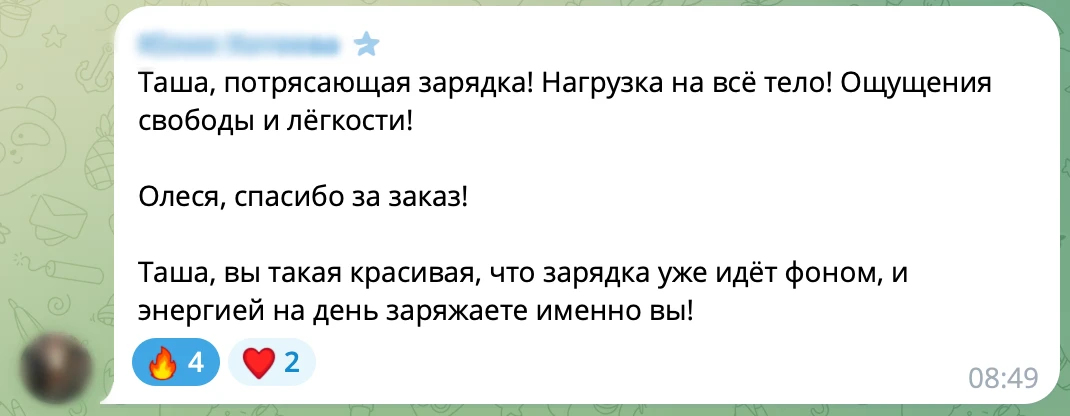 Таша, потрясающая зарядка! Нагрузка на всё тело! Ощущения
свободы и лёгкости!
Олеся, спасибо за заказ!
Таша, вы такая красивая, что зарядка уже идёт фоном, и
энергией на день заряжаете именно вы!
🔥 4 ❤️ 2
08:49